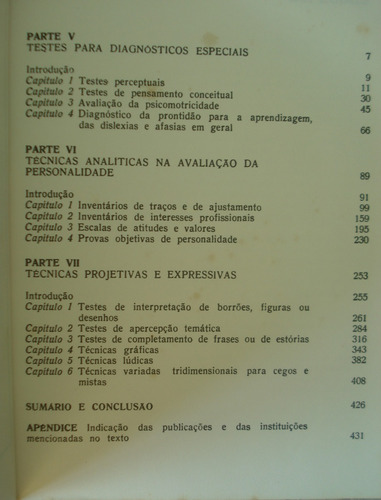 PARTE V
TESTES PARA DIAGNÓSTICOS ESPECIAIS 7
Introdução 9
Capítulo 1 Testes perceptuais 11
Capítulo 2 Testes de pensamento conceitual 30
Capítulo 3 Avaliação da psicomotricidade 45
Capítulo 4 Diagnóstico da prontidão para a aprendizagem,
das dislexias e afasias em geral 66
PARTE VI
TÉCNICAS ANALITICAS NA AVALIAÇÃO DA
PERSONALIDADE 89
Introdução 91
Capítulo 1 Inventários de traços e de ajustamento 99
Capítulo 2 Inventários de interesses profissionais 159
Capítulo 3 Escalas de atitudes e valores 195
Capítulo 4 Provas objetivas de personalidade 230
PARTE VII
TÉCNICAS PROJETIVAS E EXPRESSIVAS 253
Introdução 255
Capítulo 1 Testes de interpretação de borrões, figuras ou
desenhos 261
Capítulo 2 Testes de apercepção temática 284
Capítulo 3 Testes de completamento de frases ou de estórias 316
Capítulo 4 Técnicas gráficas 343
Capítulo 5 Técnicas lúdicas 382
Capítulo 6 Técnicas variadas tridimensionais para cegos e
mistas 408
SUMARIO E CONCLUSÃO 426
APENDICE Indicação das publicações e das instituições
mencionadas no texto 431